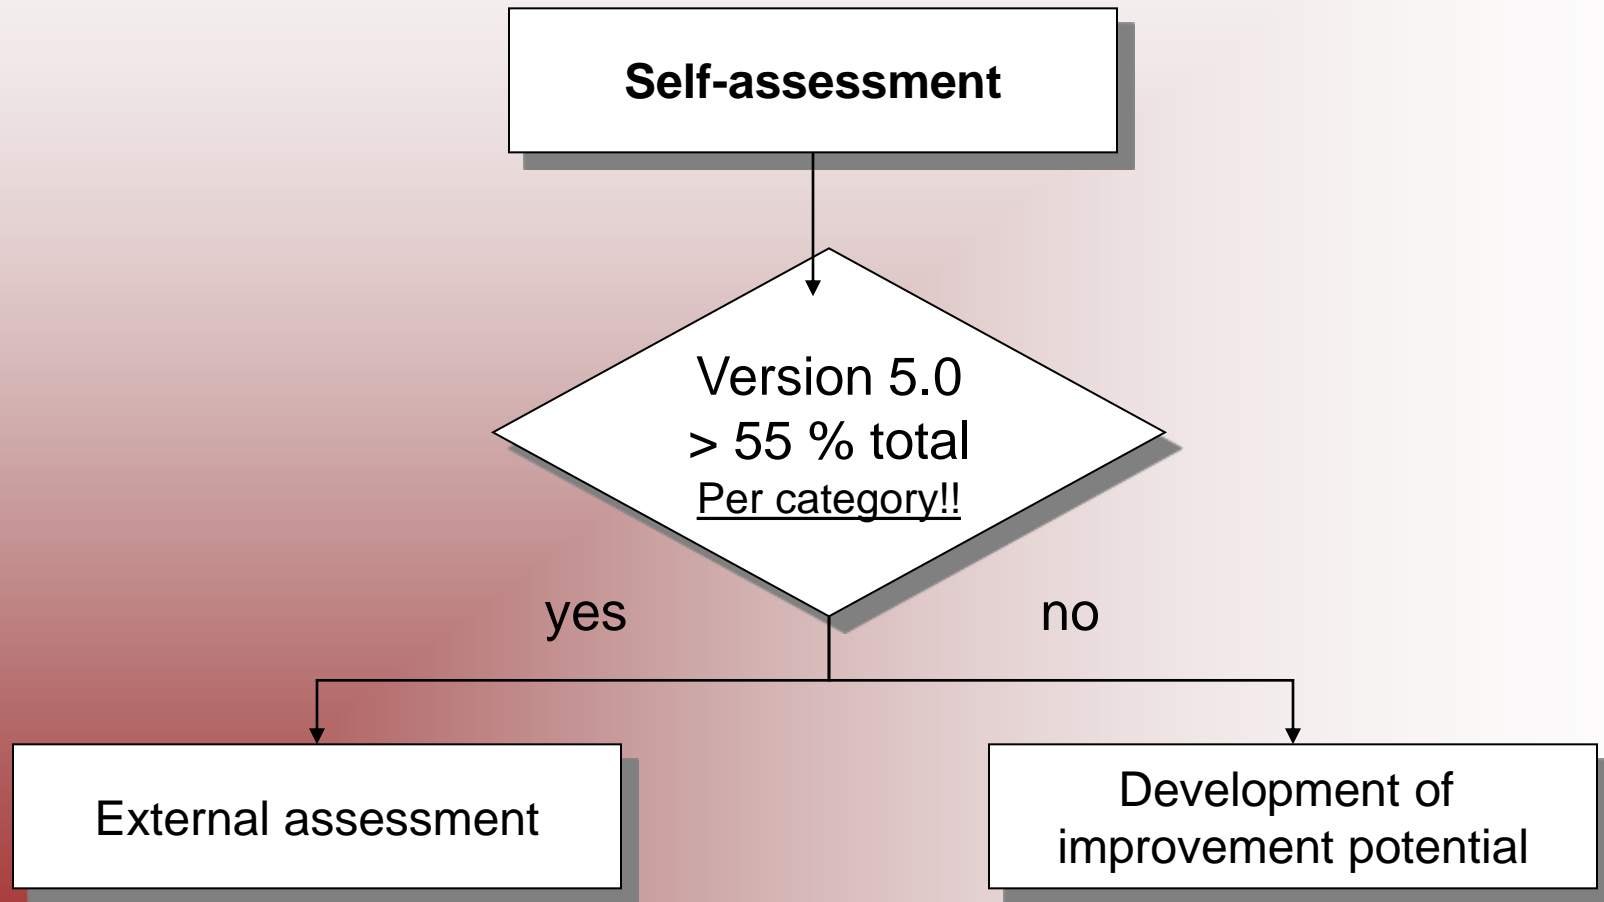 Self-assessment
Version 5.0
> 55 % total
Per category!!
yes
no
External assessment
Development of
improvement potential